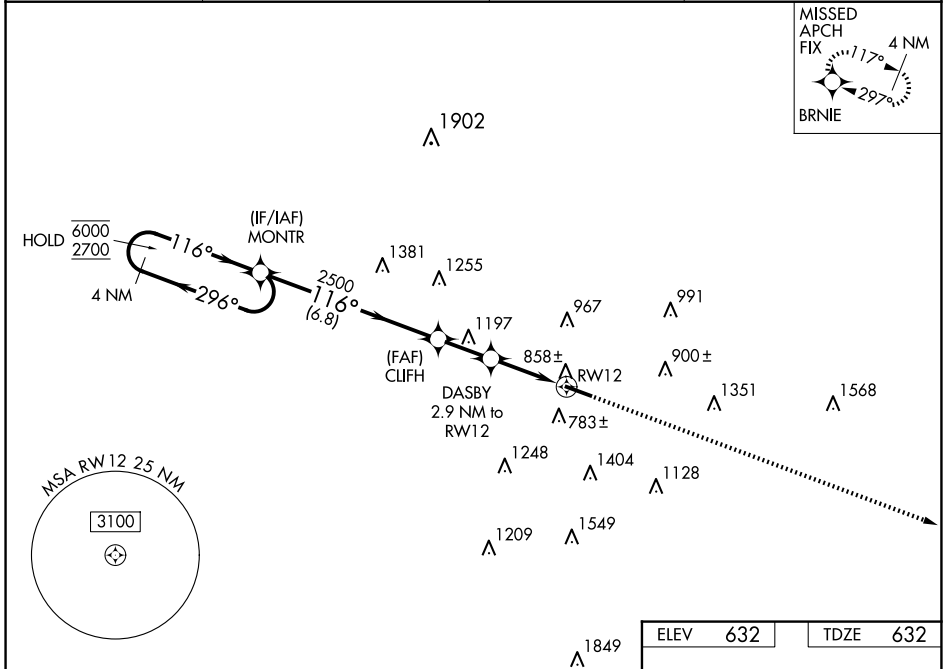 MISSED
APCH
FIX
4 NM
117°
297°
BRNIE
1902
(IF/IAF)
MONTR
HOLD
6000
2700
116°
296°
4 NM
1381
1255
2500
116°
(6.8)
967
991
1197
(FAF)
CLIFH
858±
RW12
900±
DASBY
2.9 NM to
RW12
783±
1351
1568
1248
1404
1128
MSA RW12 25 NM
3100
1209
1549
1849
ELEV 632
TDZE 632